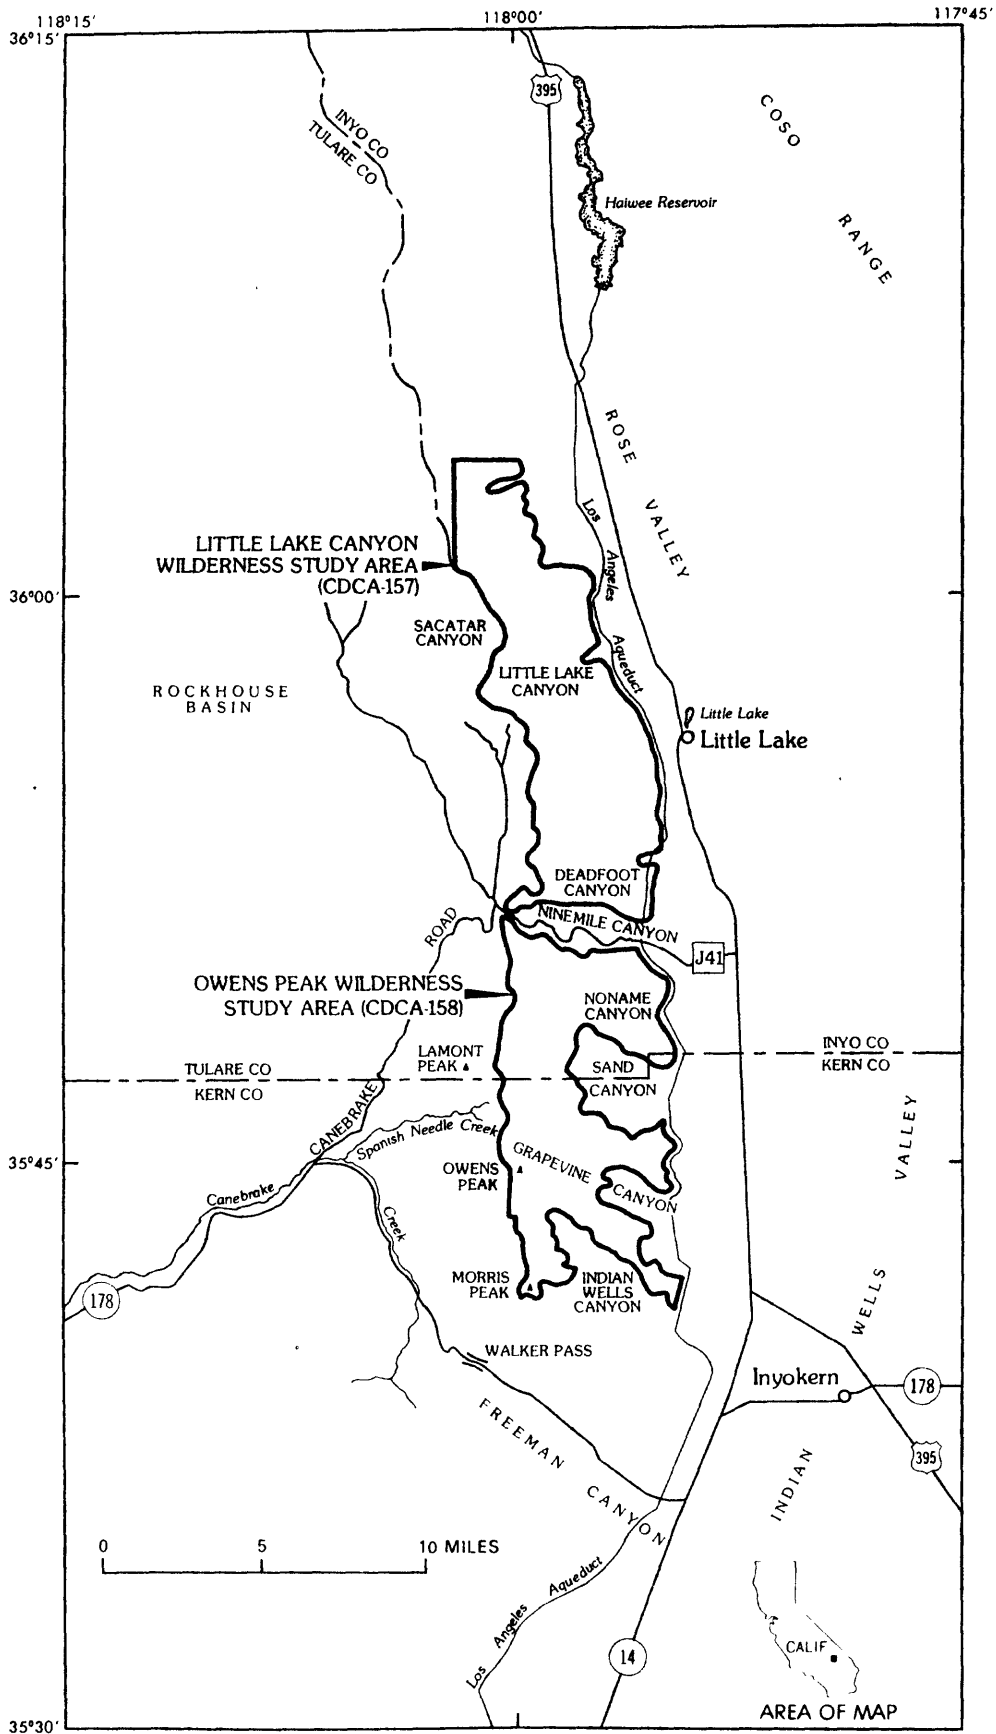 118°15'
118°00'
117°45'
36°15'
395
COSO
RANGE
INYO CO
TULARE CO
Haiwee Reservoir
ROSE
VALLEY
Los
Angeles
Aqueduct
LITTLE LAKE CANYON
WILDERNESS STUDY AREA
(CDCA-157)
36°00'
SACATAR
CANYON
LITTLE LAKE
CANYON
ROCKHOUSE
BASIN
Little Lake
Little Lake
DEADFOOT
CANYON
NINEMILE CANYON
ROAD
J41
OWENS PEAK WILDERNESS
STUDY AREA (CDCA-158)
NONAME
CANYON
LAMONT
PEAK
SAND
CANYON
INYO CO
KERN CO
TULARE CO
KERN CO
CANEBRAKE
Spanish Needle Creek
VALLEY
35°45'
OWENS
PEAK
GRAPEVINE
CANYON
Canebrake
Creek
MORRIS
PEAK
INDIAN
WELLS
CANYON
178
WELLS
WALKER PASS
Inyokern
178
FREEMAN
CANYON
395
INDIAN
0 5 10 MILES
Los Angeles Aqueduct
14
CALIF
AREA OF MAP
35°30'